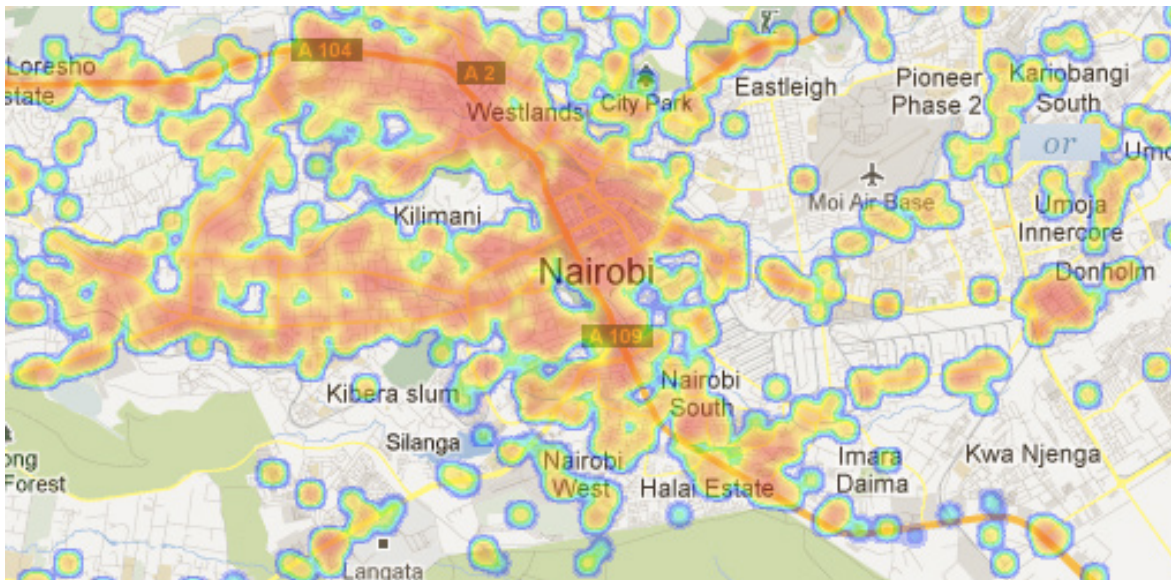 A 104
Loresho
state
A 2
Westlands
City Park
Eastleigh
Pioneer
Phase 2
Kariobangi
South
or
Umo
Moi Air Base
Umoja
Innercore
Kilimani
Nairobi
Donholm
A 109
Kibera slum
Nairobi
South
Silanga
ong
Forest
Nairobi
West
Halai Estate
Imara
Daima
Kwa Njenga
Langata